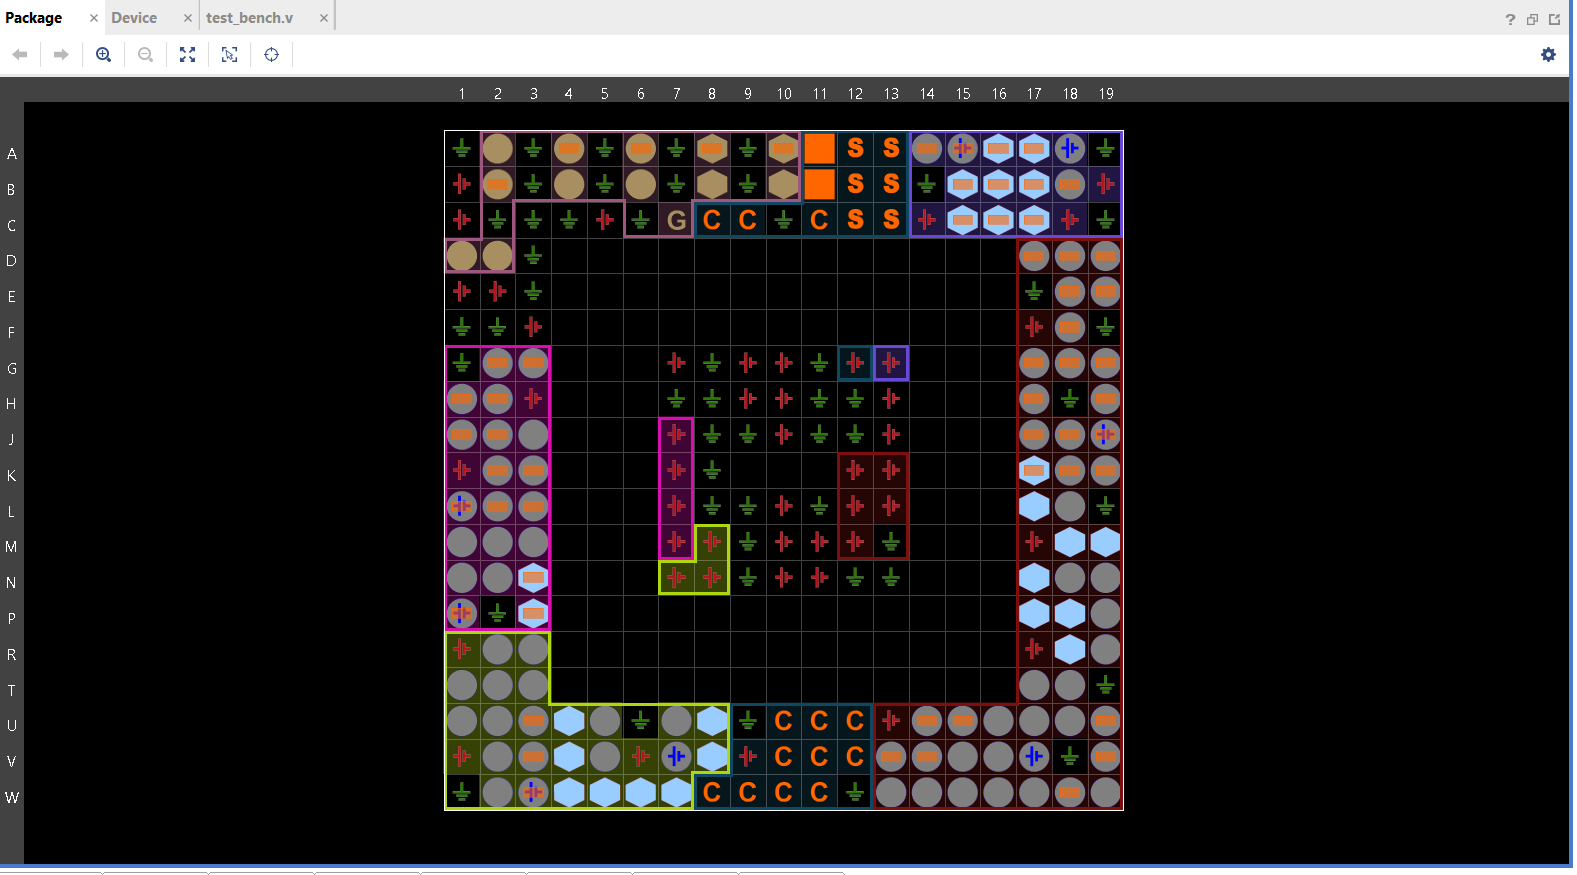 Package × Device × test_bench.v ×
?
1 2 3 4 5 6 7 8 9 10 11 12 13 14 15 16 17 18 19
A S S
B S S
C G C C C S S
D
E
F
G
H
J
K
L
M
N
P
R
T
U C C C
V C C C
W C C C C